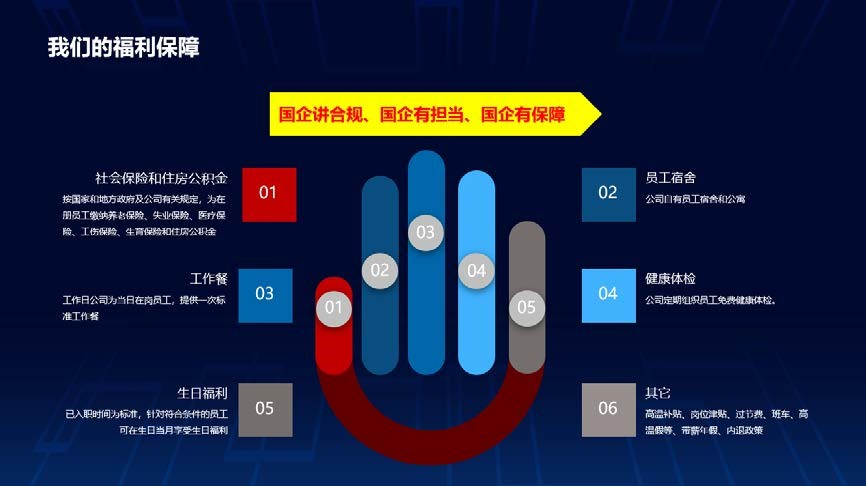 我们的福利保障
国企讲合规、国企有担当、国企有保障
社会保险和住房公积金
01
按国家和地方政府及公司有关规定，为在
册员工缴纳养老保险、失业保险、医疗保
险、工伤保险、生育保险和住房公积金
02
员工宿舍
公司自有员工宿舍和公寓
工作餐
03
工作日公司为当日在岗员工，提供一次标
准工作餐
04
健康体检
公司定期组织员工免费健康体检。
生日福利
05
已入职时间为标准，针对符合条件的员工
可在生日当月享受生日福利
06
其它
高温补贴、岗位津贴、过节费、班车、高
温假等、带薪年假、内退政策
01
02
03
04
05